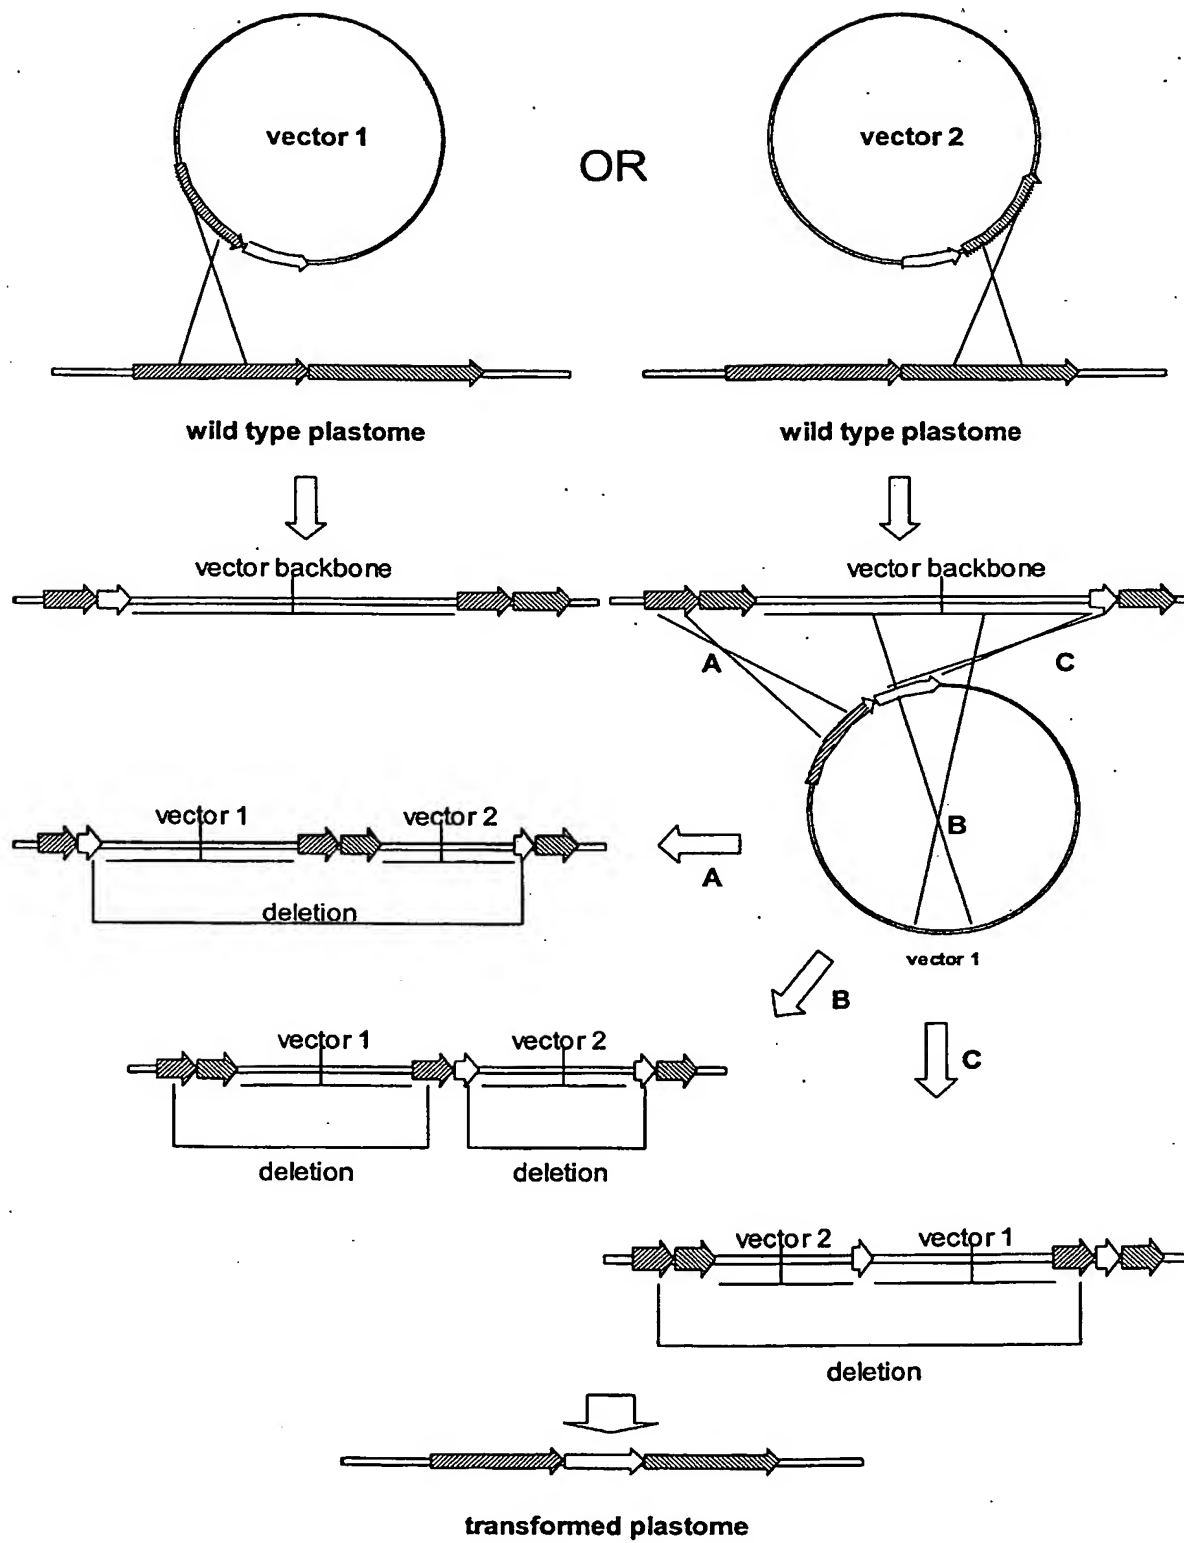 vector 1
OR
vector 2
wild type plastome
wild type plastome
vector backbone
vector backbone
A
C
B
vector 1
vector 1
vector 2
deletion
A
B
vector 1
vector 2
deletion
deletion
C
vector 2
vector 1
deletion
transformed plastome